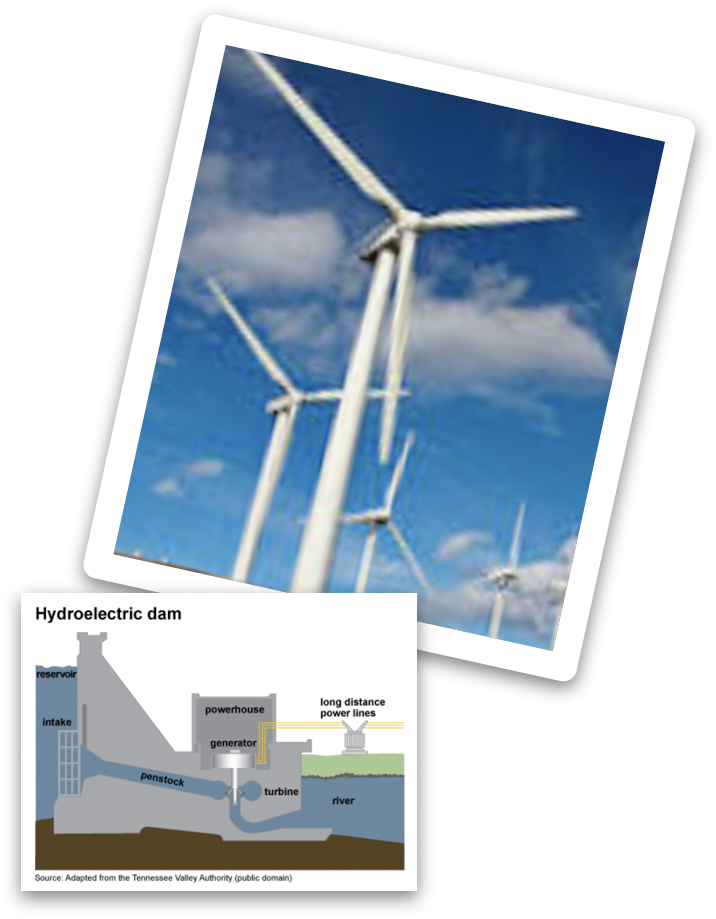 Hydroelectric dam
reservoir
intake
penstock
powerhouse
generator
turbine
long distance
power lines
river
Source: Adapted from the Tennessee Valley Authority (public domain)